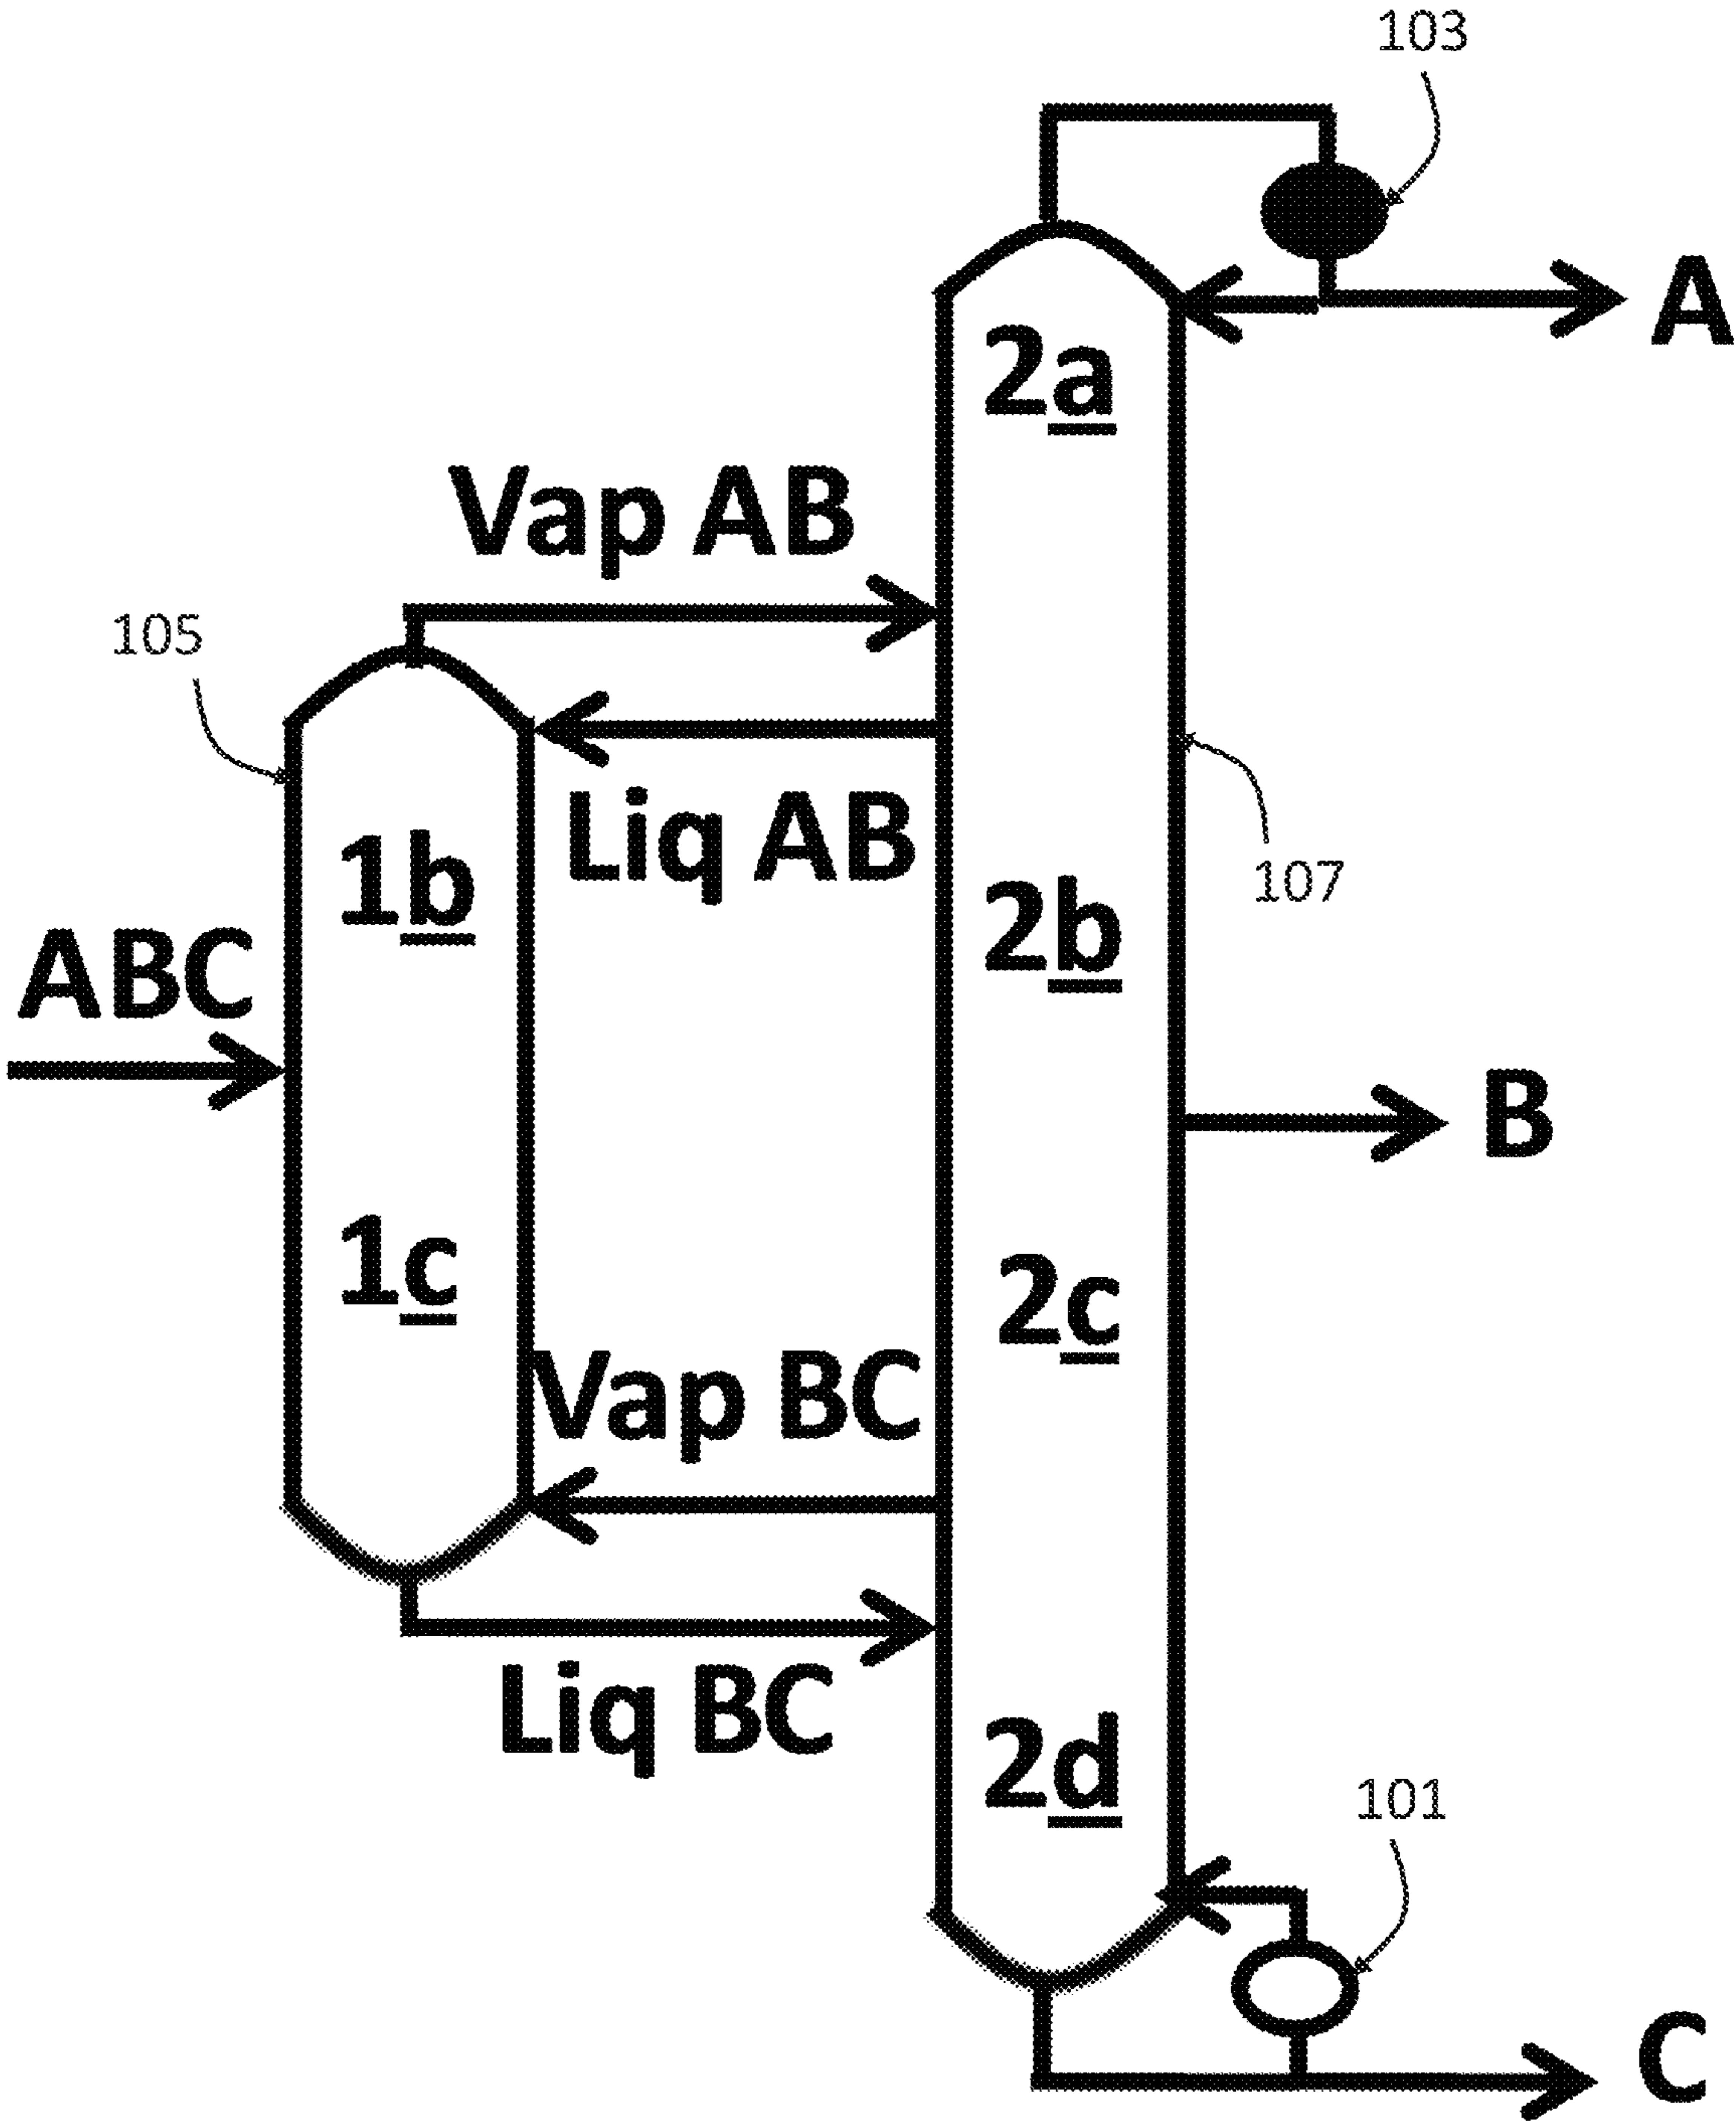 103
A
2a
Vap AB
105
Liq AB
1b
107
2b
ABC
B
1c
2c
Vap BC
Liq BC
2d
101
C